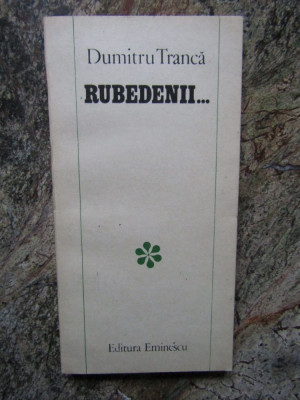 Dumitru Trancă
RUBEDENII...
Editura Eminescu